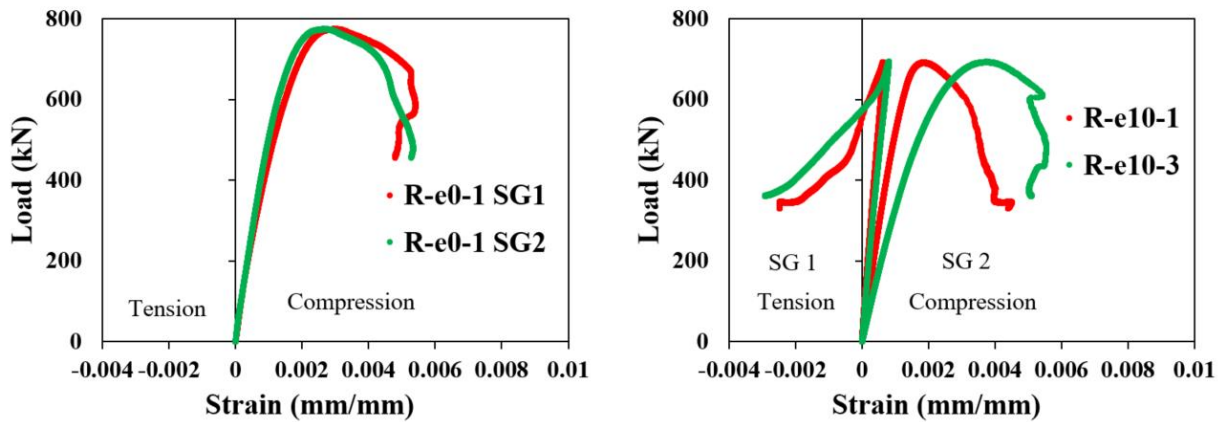 800
600
400
200
0
Load (kN)
R-e0-1 SG1
R-e0-1 SG2
Tension
Compression
-0.004 -0.002 0 0.002 0.004 0.006 0.008 0.01
Strain (mm/mm)
800
600
400
200
0
Load (kN)
R-e10-1
R-e10-3
SG 1
SG 2
Tension
Compression
-0.004 -0.002 0 0.002 0.004 0.006 0.008 0.01
Strain (mm/mm)